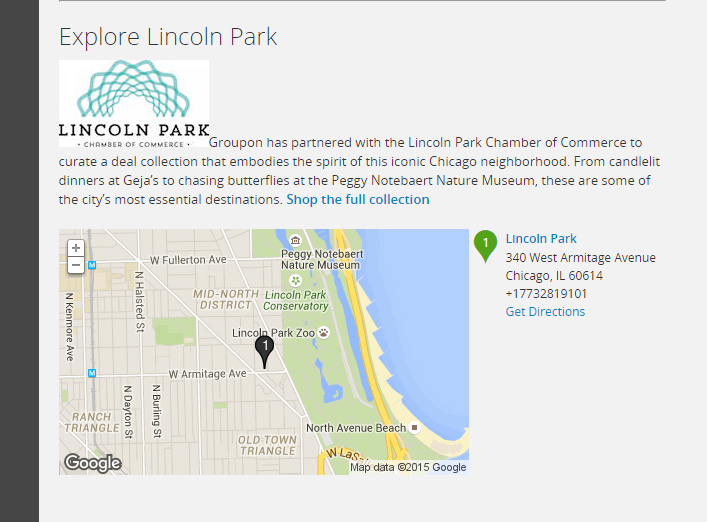 Explore Lincoln Park
LINCOLN PARK
• CHAMBER OF COMMERCE •
Groupon has partnered with the Lincoln Park Chamber of Commerce to
curate a deal collection that embodies the spirit of this iconic Chicago neighborhood. From candlelit
dinners at Geja's to chasing butterflies at the Peggy Notebaert Nature Museum, these are some of
the city's most essential destinations. Shop the full collection
+
−
M
W Fullerton Ave
Peggy Notebaert
Nature Museum
N Kenmore Ave
N Halsted St
MID-NORTH
DISTRICT
Lincoln Park
Conservatory
Lincoln Park Zoo
1
M
W Armitage Ave
N Dayton St
N Burling St
RANCH
TRIANGLE
OLD TOWN
TRIANGLE
North Avenue Beach
Google
Map data ©2015 Google
1
Lincoln Park
340 West Armitage Avenue
Chicago, IL 60614
+17732819101
Get Directions